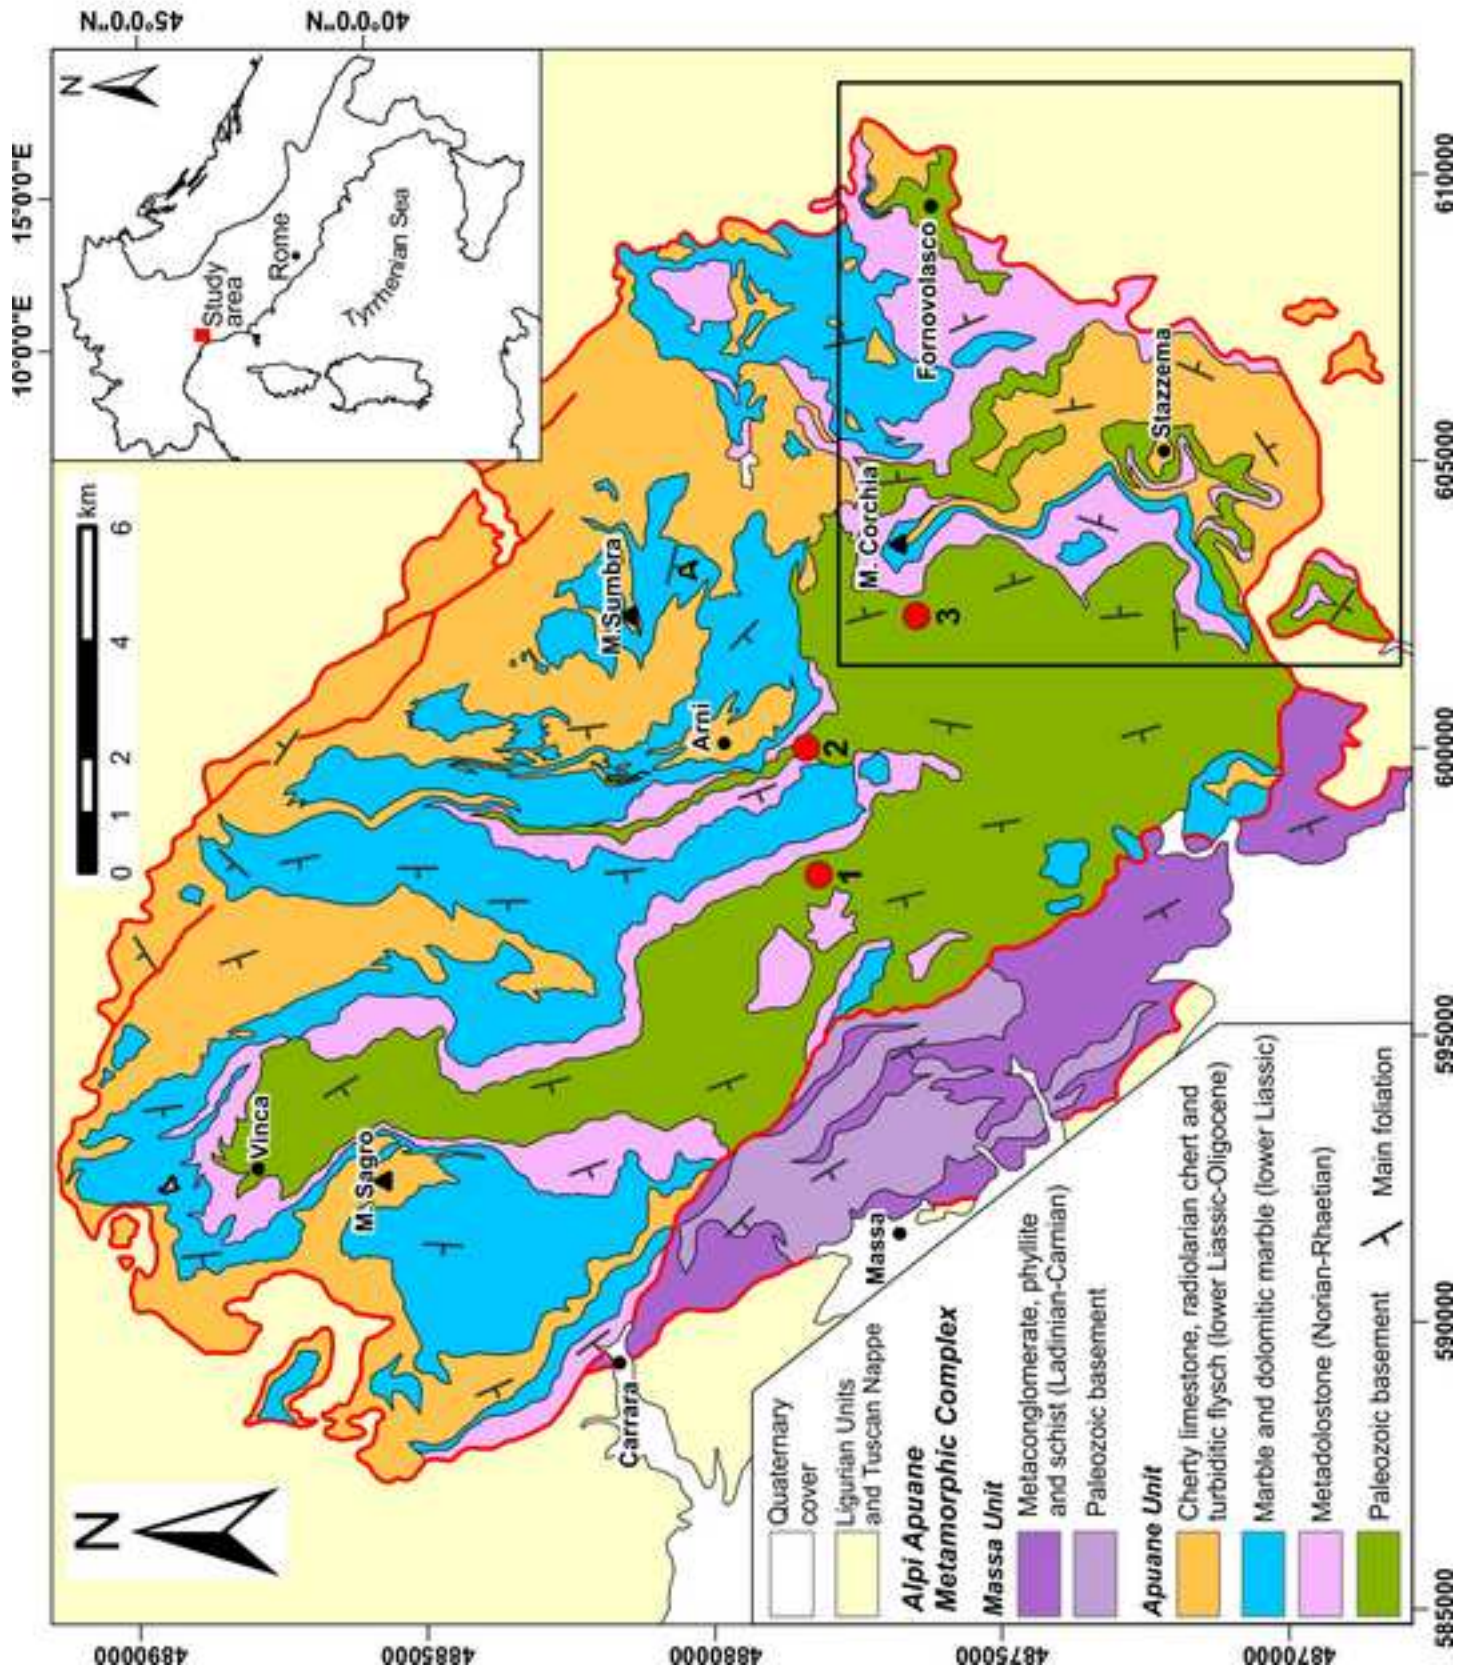 45°0'0"N
40°0'0"N
10°0'0"E
15°0'0"E
N
Study
area
Rome
Tyrrhenian Sea
N
0 1 2 4 6 km
Vinca
M. Sagro
Carrara
Massa
Arni
M. Sumbra
M. Corchia
Fornovolasco
Stazzema
1
2
3
Quaternary
cover
Ligurian Units
and Tuscan Nappe
Alpi Apuane
Metamorphic Complex
Massa Unit
Metaconglomerate, phyllite
and schist (Ladinian-Carnian)
Paleozoic basement
Apuane Unit
Cherty limestone, radiolarian chert and
turbiditic flysch (lower Liassic-Oligocene)
Marble and dolomitic marble (lower Liassic)
Metadolostone (Norian-Rhaetian)
Paleozoic basement
Main foliation
4890000
4885000
4880000
4875000
4870000
585000
590000
595000
600000
605000
610000